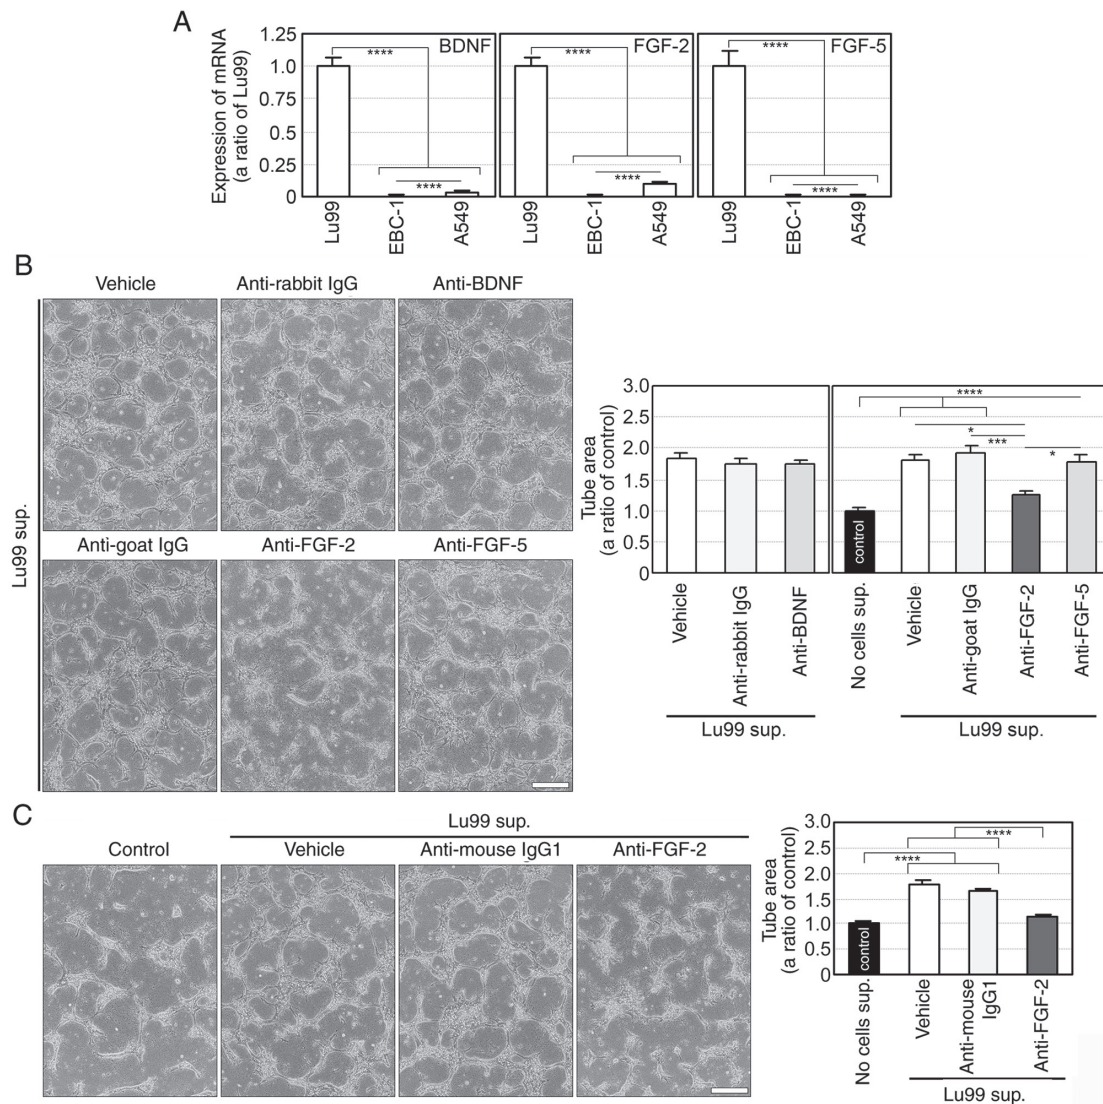 A
Expression of mRNA
(a ratio of Lu99)
1.25
1.0
0.75
0.5
0.25
0
BDNF
****
****
Lu99
EBC-1
A549
FGF-2
****
****
Lu99
EBC-1
A549
FGF-5
****
****
Lu99
EBC-1
A549
B
Vehicle
Anti-rabbit IgG
Anti-BDNF
Anti-goat IgG
Anti-FGF-2
Anti-FGF-5
Lu99 sup.
Tube area
(a ratio of control)
3.0
2.5
2.0
1.5
1.0
0.5
0
Vehicle
Anti-rabbit IgG
Anti-BDNF
Lu99 sup.
****
*
***
*
control
No cells sup.
Vehicle
Anti-goat IgG
Anti-FGF-2
Anti-FGF-5
Lu99 sup.
C
Lu99 sup.
Control
Vehicle
Anti-mouse IgG1
Anti-FGF-2
Tube area
(a ratio of control)
3.0
2.5
2.0
1.5
1.0
0.5
0
****
****
control
No cells sup.
Vehicle
Anti-mouse
IgG1
Anti-FGF-2
Lu99 sup.